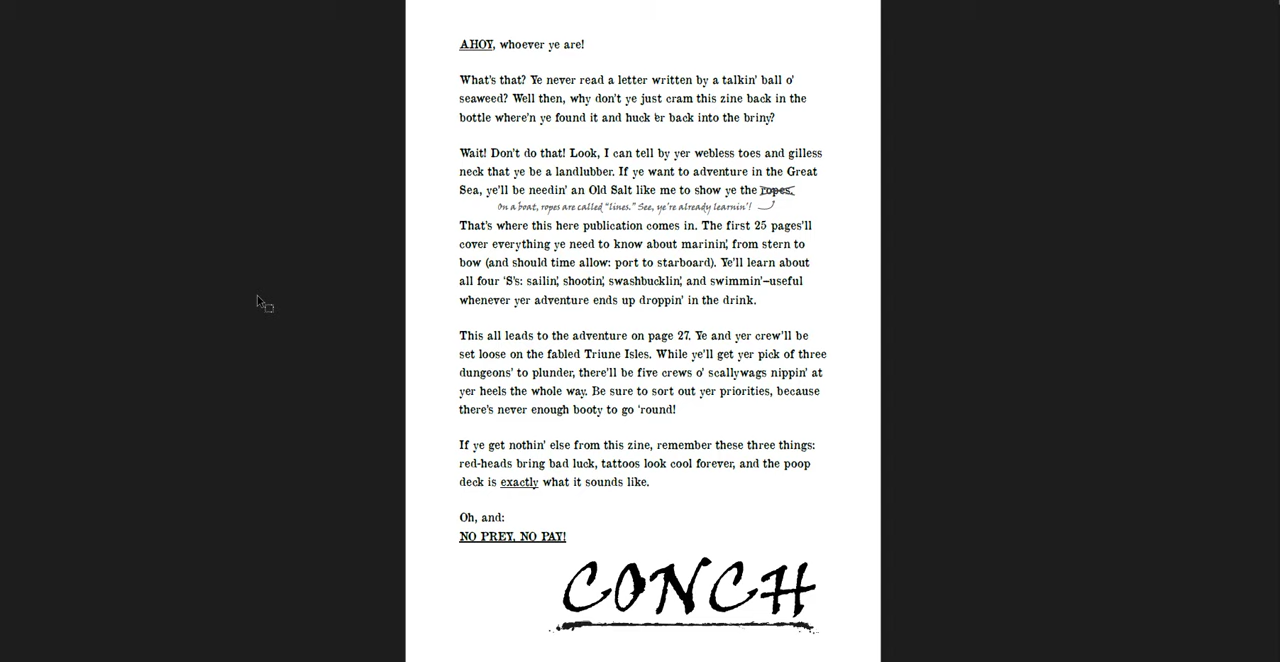 AHOY, whoever ye are!
What's that? Ye never read a letter written by a talkin' ball o'
seaweed? Well then, why don't ye just cram this zine back in the
bottle where'n ye found it and huck 'er back into the briny?
Wait! Don't do that! Look, I can tell by yer webless toes and gilless
neck that ye be a landlubber. If ye want to adventure in the Great
Sea, ye'll be needin' an Old Salt like me to show ye the ropes.
On a boat, ropes are called "lines." See, ye're already learnin'!
That's where this here publication comes in. The first 25 pages'll
cover everything ye need to know about marinin', from stern to
bow (and should time allow: port to starboard). Ye'll learn about
all four 'S's: sailin', shootin', swashbucklin', and swimmin'–useful
whenever yer adventure ends up droppin' in the drink.
This all leads to the adventure on page 27. Ye and yer crew'll be
set loose on the fabled Triune Isles. While ye'll get yer pick of three
dungeons' to plunder, there'll be five crews o' scallywags nippin' at
yer heels the whole way. Be sure to sort out yer priorities, because
there's never enough booty to go 'round!
If ye get nothin' else from this zine, remember these three things:
red-heads bring bad luck, tattoos look cool forever, and the poop
deck is exactly what it sounds like.
Oh, and:
NO PREY, NO PAY!
CONCH